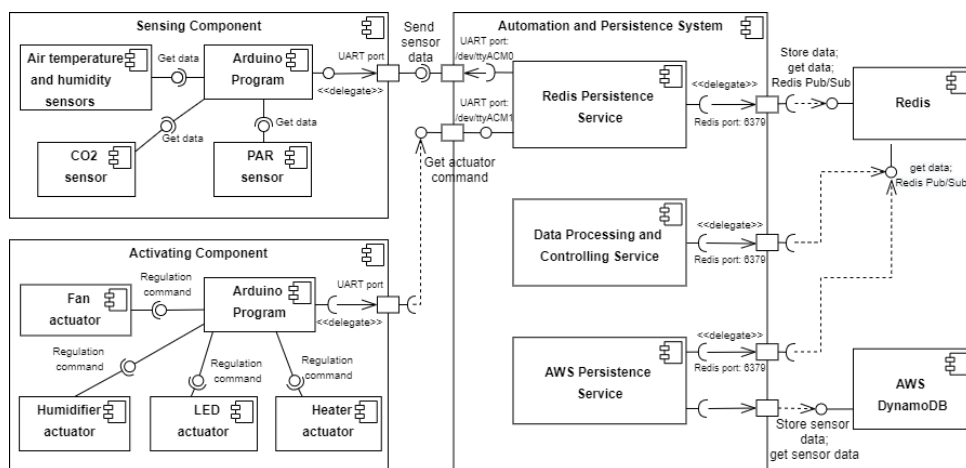 Sensing Component
Air temperature
and humidity
sensors
Get data
Arduino
Program
UART port
<<delegate>>
Get data
Get data
CO2
sensor
PAR
sensor
Send
sensor
data
Activating Component
Regulation
command
Fan
actuator
Arduino
Program
UART port
<<delegate>>
Regulation
command
Regulation
command
Regulation
command
Humidifier
actuator
LED
actuator
Heater
actuator
Automation and Persistence System
UART port:
/dev/ttyACM0
UART port:
/dev/ttyACM1
Get actuator
command
Redis Persistence
Service
<<delegate>>
Redis port: 6379
Store data;
get data;
Redis Pub/Sub
Redis
get data;
Redis Pub/Sub
Data Processing and
Controlling Service
<<delegate>>
Redis port: 6379
AWS Persistence
Service
<<delegate>>
Redis port: 6379
Store sensor
data;
get sensor data
AWS
DynamoDB